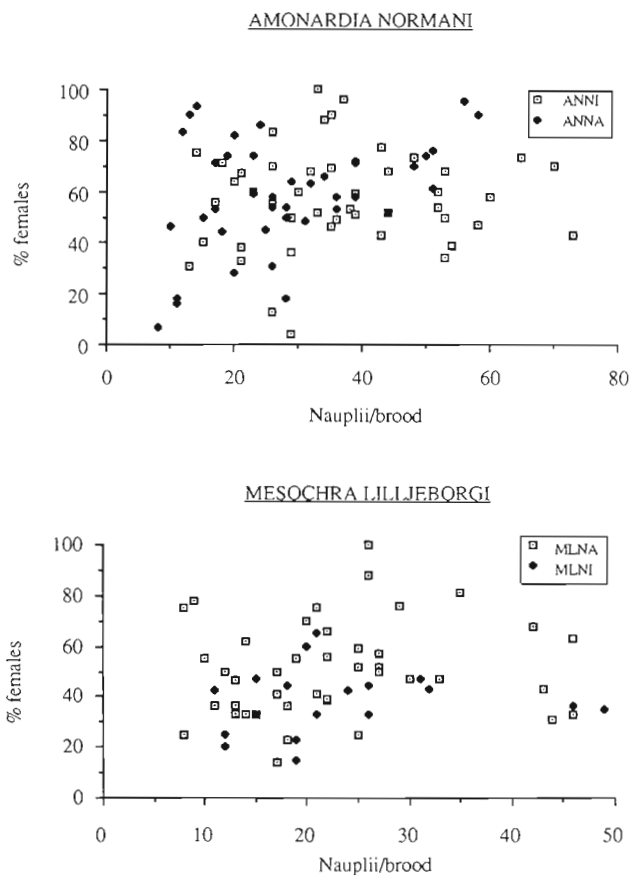 AMONARDIA NORMANI
100
80
60
40
20
0
% females
ANNI
ANNA
0 20 40 60 80
Nauplii/brood
MESOCHRA LILLJEBORGI
100
80
60
40
20
0
% females
MLNA
MLNI
0 10 20 30 40 50
Nauplii/brood